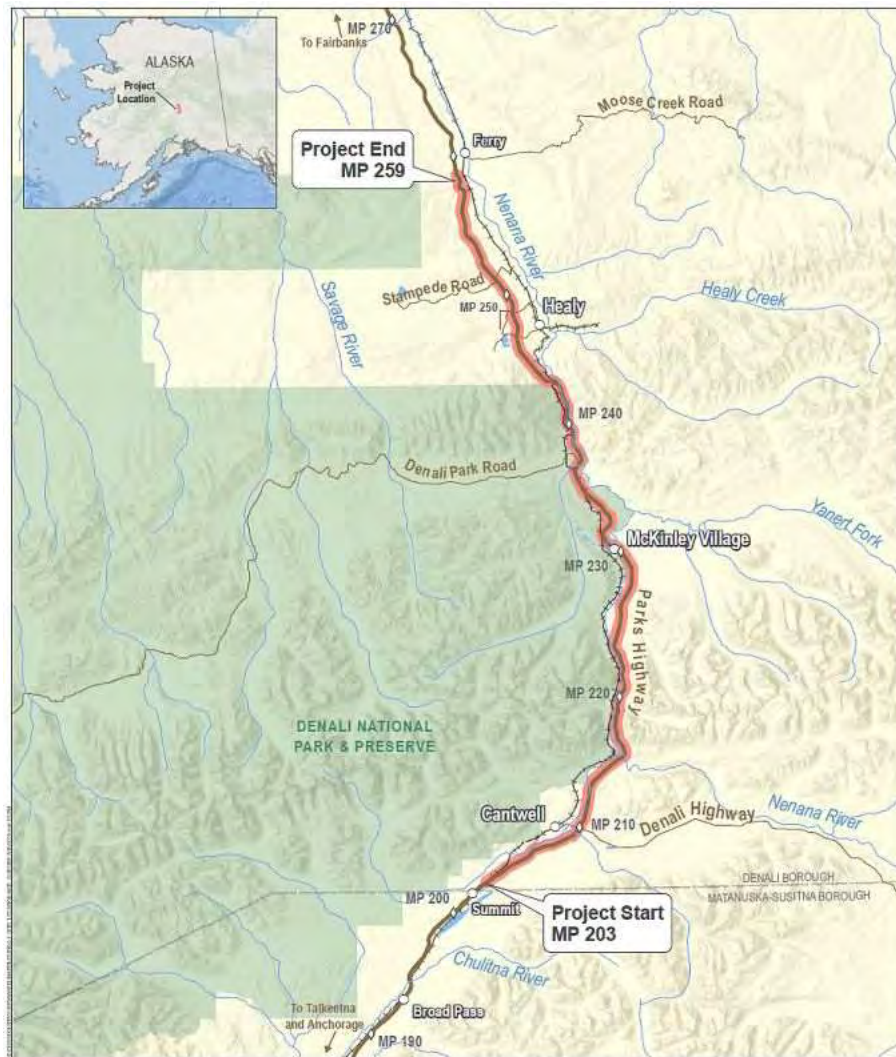 MP 270
To Fairbanks
ALASKA
Project
Location
Moose Creek Road
Ferry
Project End
MP 259
Nenana River
Stampede Road
Savage River
MP 250
Healy
Healy Creek
MP 240
Denali Park Road
Yanert
Fork
McKinley Village
MP 230
Parks Highway
MP 220
DENALI NATIONAL
PARK & PRESERVE
Cantwell
MP 210
Denali Highway
Nenana
River
DENALI BOROUGH
MATANUSKA-SUSITNA BOROUGH
MP 200
Summit
Project Start
MP 203
Chulitna River
Broad Pass
To Talkeetna
and Anchorage
MP 190